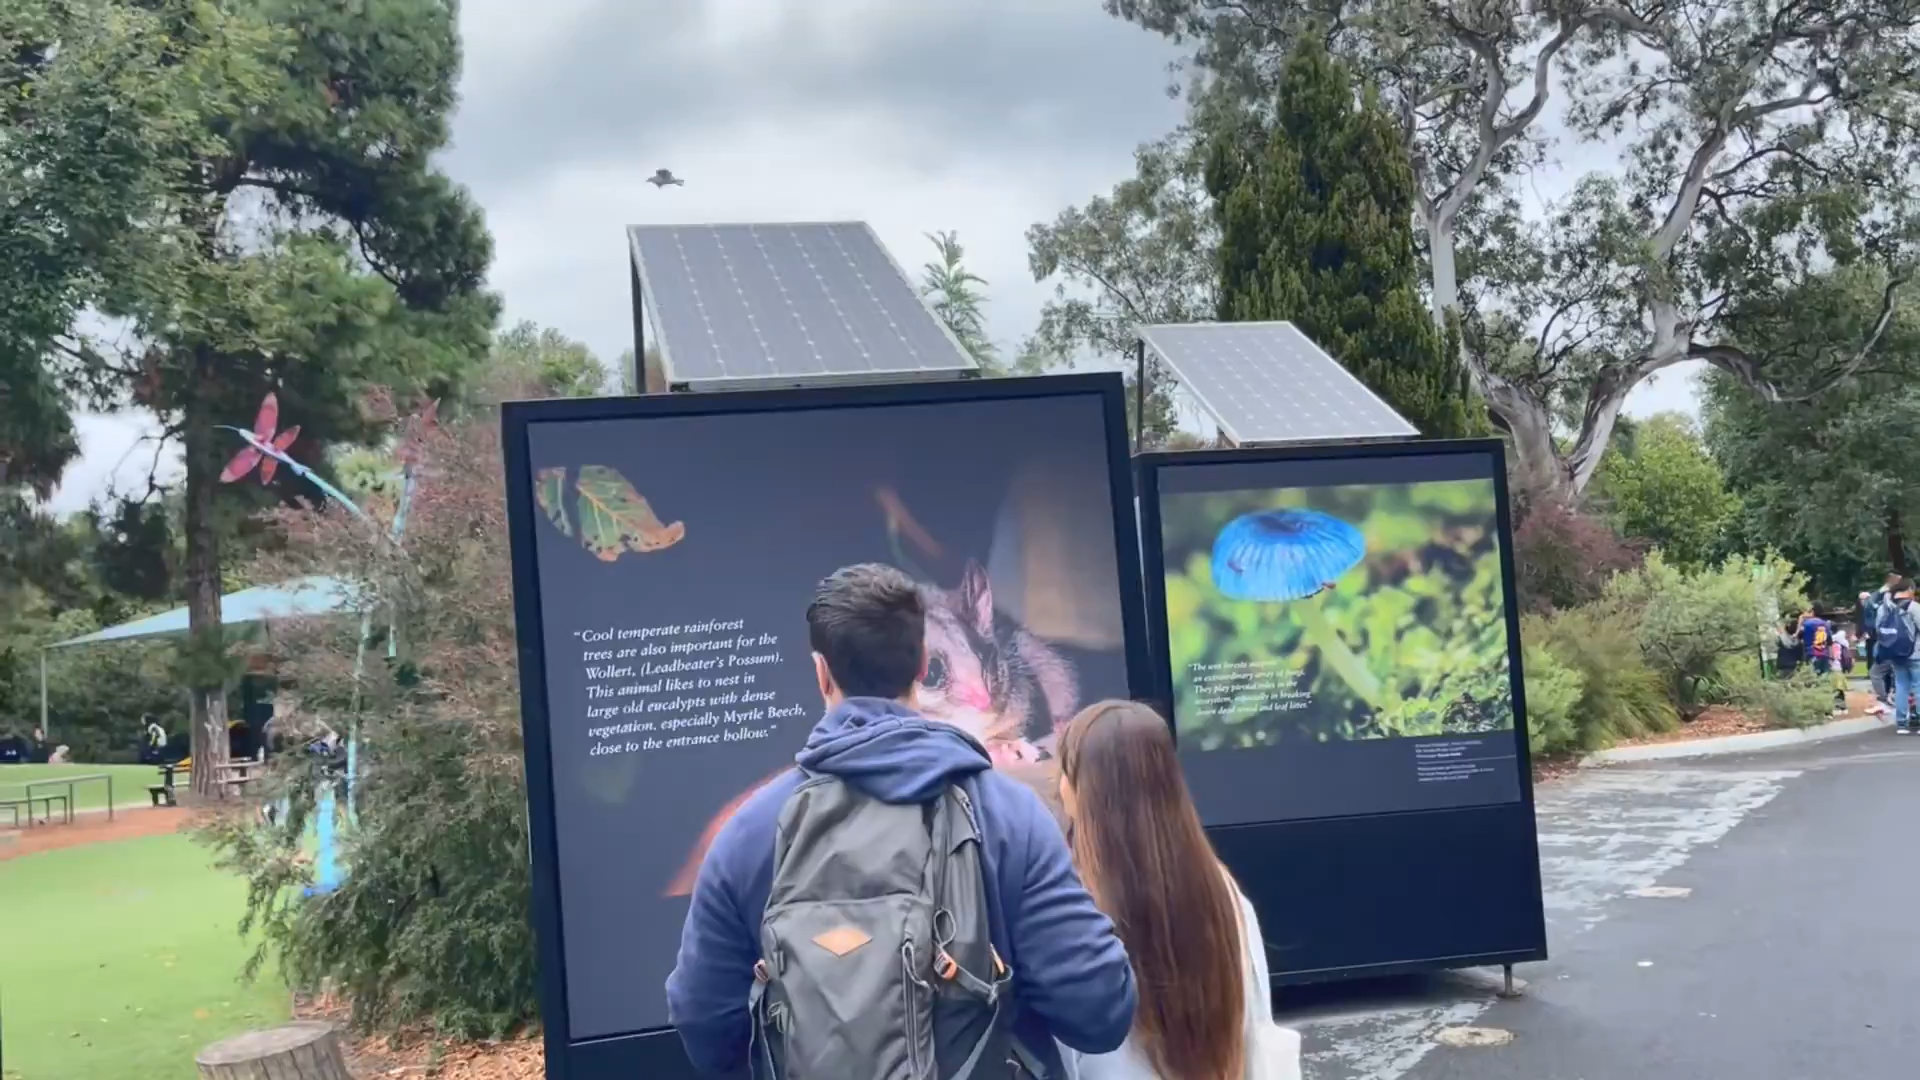 "Cool temperate rainforest
trees are also important for the
Wollert, (Leadbeater's Possum).
This animal likes to nest in
large old eucalypts with dense
vegetation, especially Myrtle Beech,
close to the entrance hollow."
"The wet forests support
an extraordinary array of fungi.
They play pivotal roles in the
ecosystem, especially in breaking
down dead wood and leaf litter."